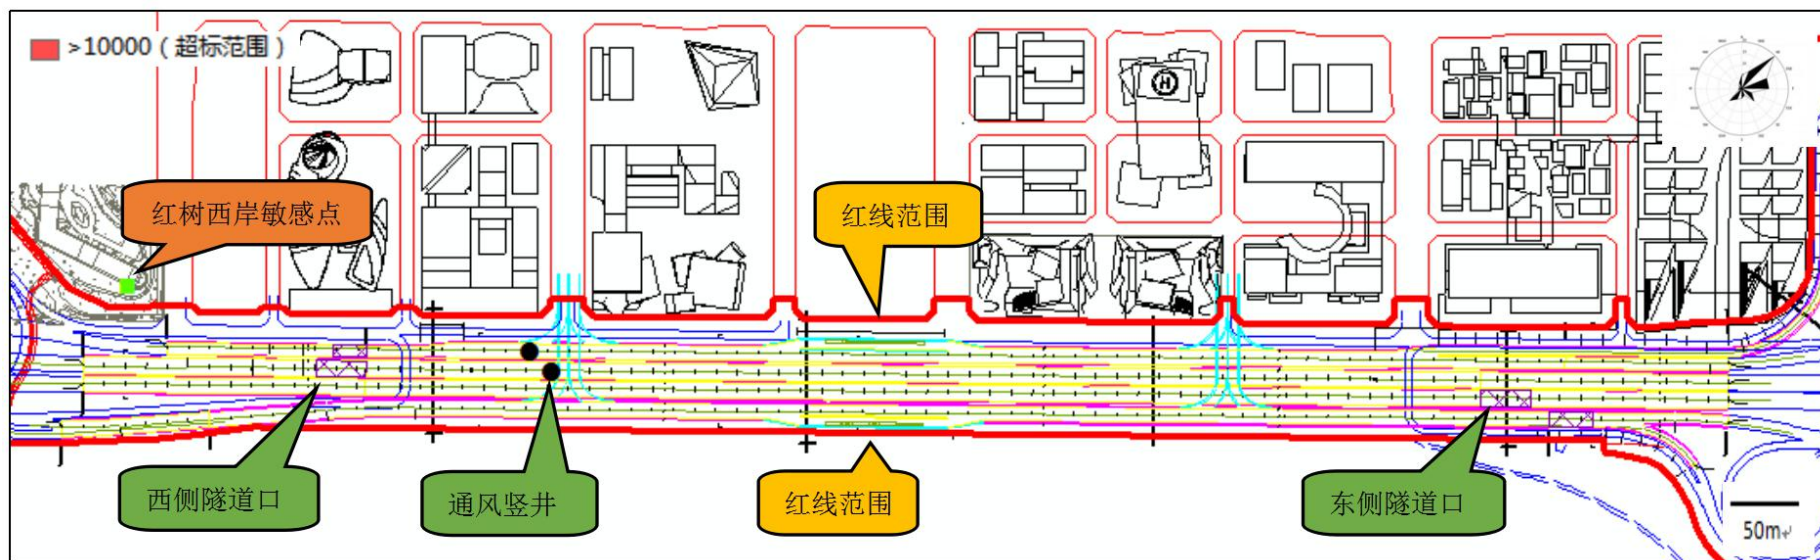 >10000（超标范围）
红树西岸敏感点
红线范围
H
西侧隧道口
通风竖井
红线范围
东侧隧道口
50m